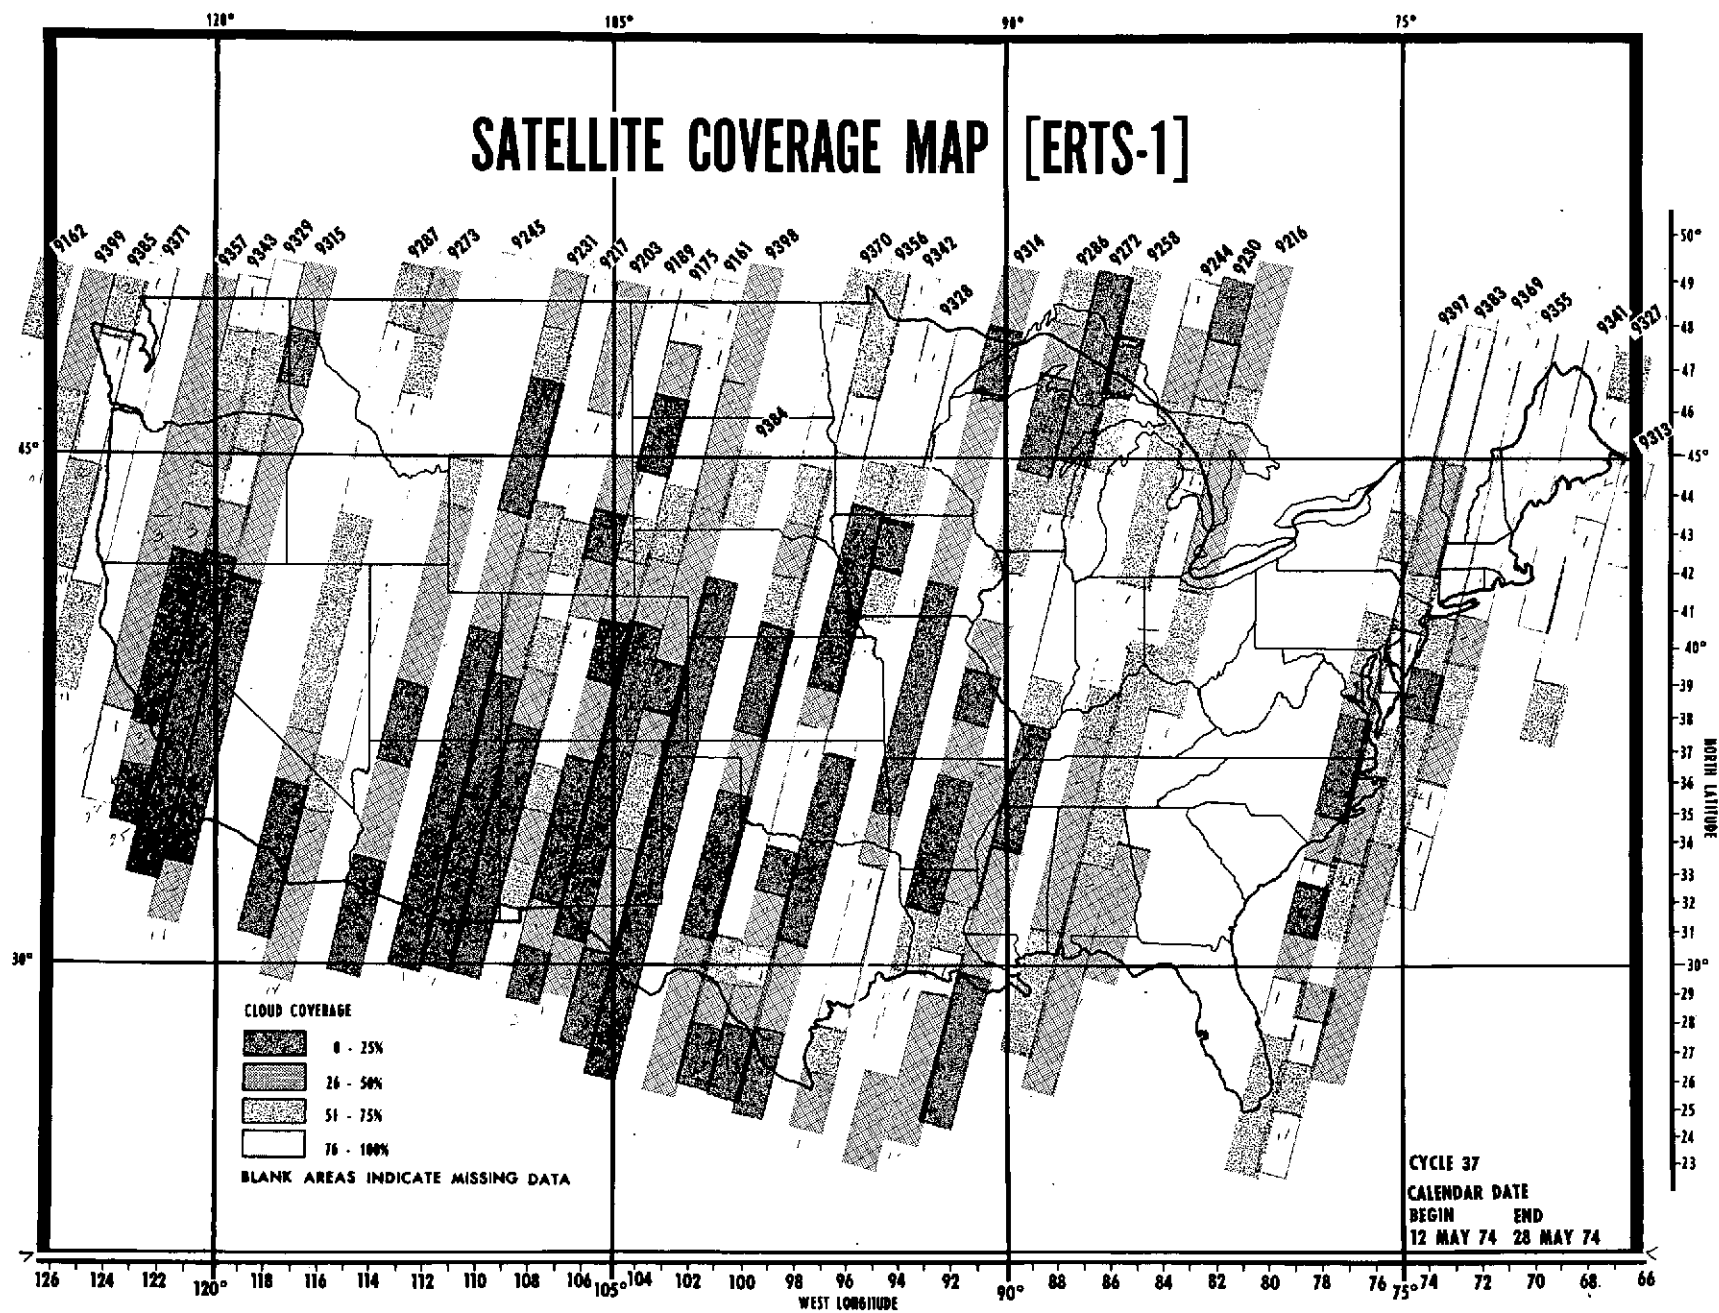 120° 105° 90° 75°
SATELLITE COVERAGE MAP [ERTS-1]
9162 9399 9385 9371 9357 9343 9329 9315 9287 9273 9245 9231 9217 9203 9189 9175 9161 9398 9370 9356 9342 9328 9314 9286 9272 9258 9244 9230 9216 9397 9383 9369 9355 9341 9327
9384
9313
50°
49
48
47
46
45°
45°
44
43
42
41
40°
39
38
37
36
35
34
33
32
31
30°
30°
29
28
27
26
25
24
23
NORTH LATITUDE
CLOUD COVERAGE
0 - 25%
26 - 50%
51 - 75%
76 - 100%
BLANK AREAS INDICATE MISSING DATA
CYCLE 37
CALENDAR DATE
BEGIN END
12 MAY 74 28 MAY 74
126 124 122 120° 118 116 114 112 110 108 106 105° 104 102 100 98 96 94 92 90° 88 86 84 82 80 78 76 75° 74 72 70 68 66
WEST LONGITUDE